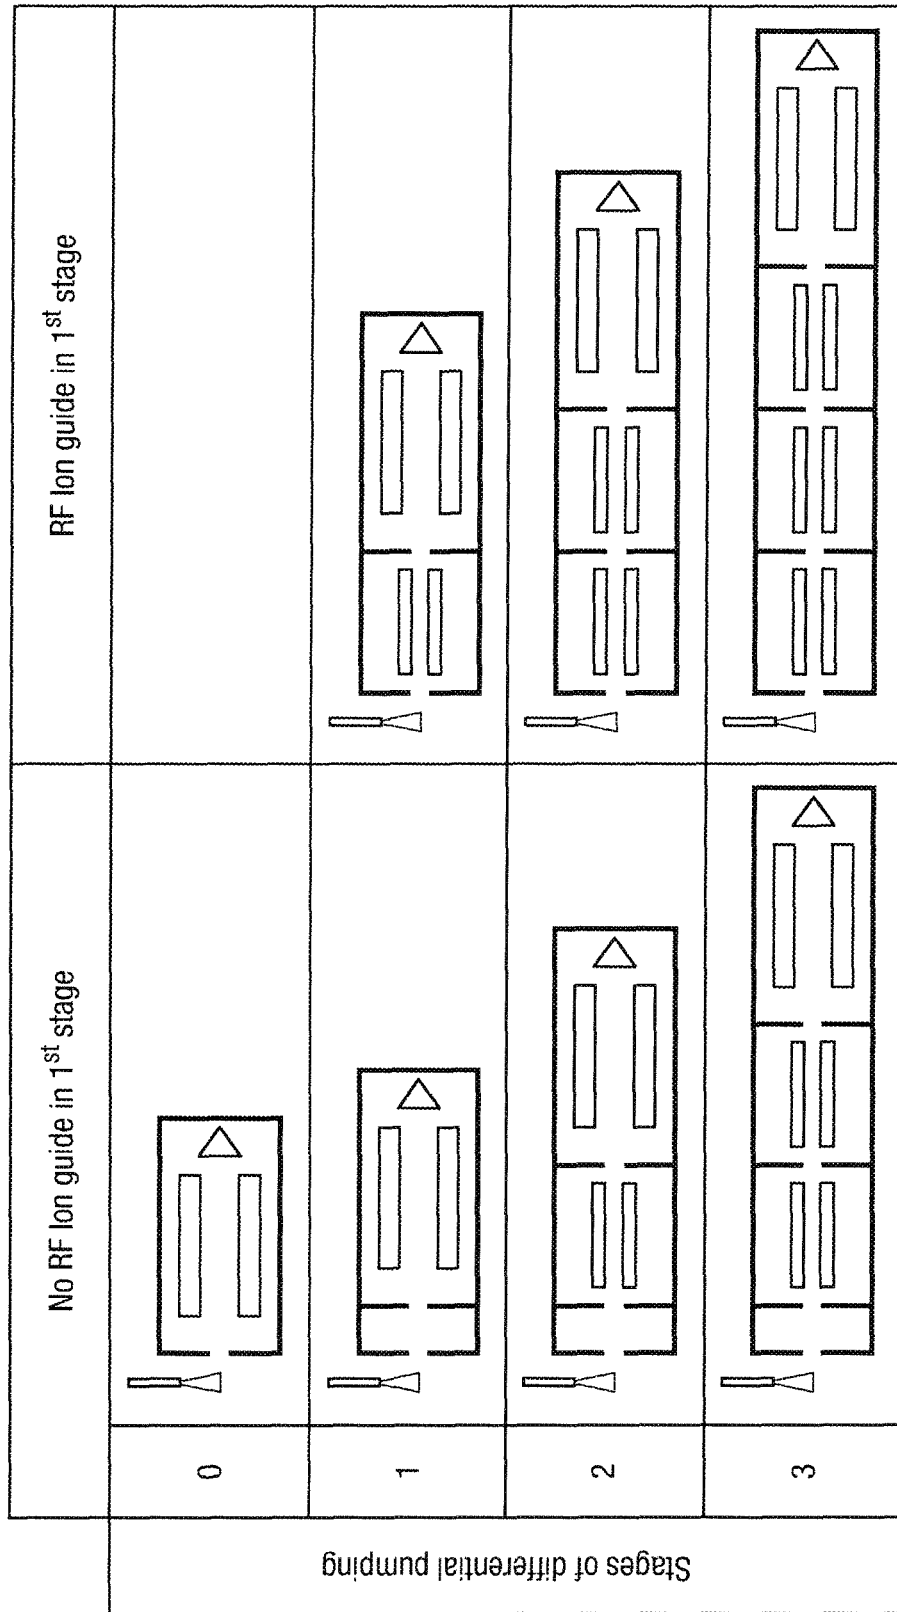 No RF Ion guide in 1st stage
RF Ion guide in 1st stage
Stages of differential pumping
0
1
2
3